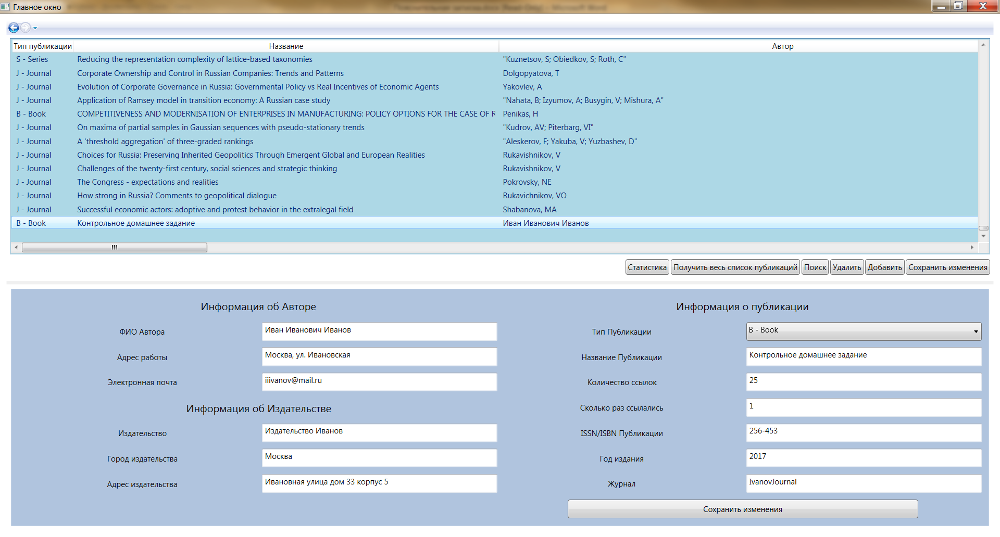 Главное окно
Тип публикации Название Автор
S - Series Reducing the representation complexity of lattice-based taxonomies "Kuznetsov, S; Obiedkov, S; Roth, C"
J - Journal Corporate Ownership and Control in Russian Companies: Trends and Patterns Dolgopyatova, T
J - Journal Evolution of Corporate Governance in Russia: Governmental Policy vs Real Incentives of Economic Agents Yakovlev, A
J - Journal Application of Ramsey model in transition economy: A Russian case study "Nahata, B; Izyumov, A; Busygin, V; Mishura, A"
B - Book COMPETITIVENESS AND MODERNISATION OF ENTERPRISES IN MANUFACTURING: POLICY OPTIONS FOR THE CASE OF R Penikas, H
J - Journal On maxima of partial samples in Gaussian sequences with pseudo-stationary trends "Kudrov, AV; Piterbarg, VI"
J - Journal A 'threshold aggregation' of three-graded rankings "Aleskerov, F; Yakuba, V; Yuzbashev, D"
J - Journal Choices for Russia: Preserving Inherited Geopolitics Through Emergent Global and European Realities Rukavishnikov, V
J - Journal Challenges of the twenty-first century, social sciences and strategic thinking Rukavishnikov, V
J - Journal The Congress - expectations and realities Pokrovsky, NE
J - Journal How strong in Russia? Comments to geopolitical dialogue Rukavichnikov, VO
J - Journal Successful economic actors: adoptive and protest behavior in the extralegal field Shabanova, MA
B - Book Контрольное домашнее задание Иван Иванович Иванов
Статистика Получить весь список публикаций Поиск Удалить Добавить Сохранить изменения
Информация об Авторе
ФИО Автора Иван Иванович Иванов
Адрес работы Москва, ул. Ивановская
Электронная почта iiivanov@mail.ru
Информация об Издательстве
Издательство Издательство Иванов
Город издательства Москва
Адрес издательства Ивановная улица дом 33 корпус 5
Информация о публикации
Тип Публикации B - Book
Название Публикации Контрольное домашнее задание
Количество ссылок 25
Сколько раз ссылались 1
ISSN/ISBN Публикации 256-453
Год издания 2017
Журнал IvanovJournal
Сохранить изменения